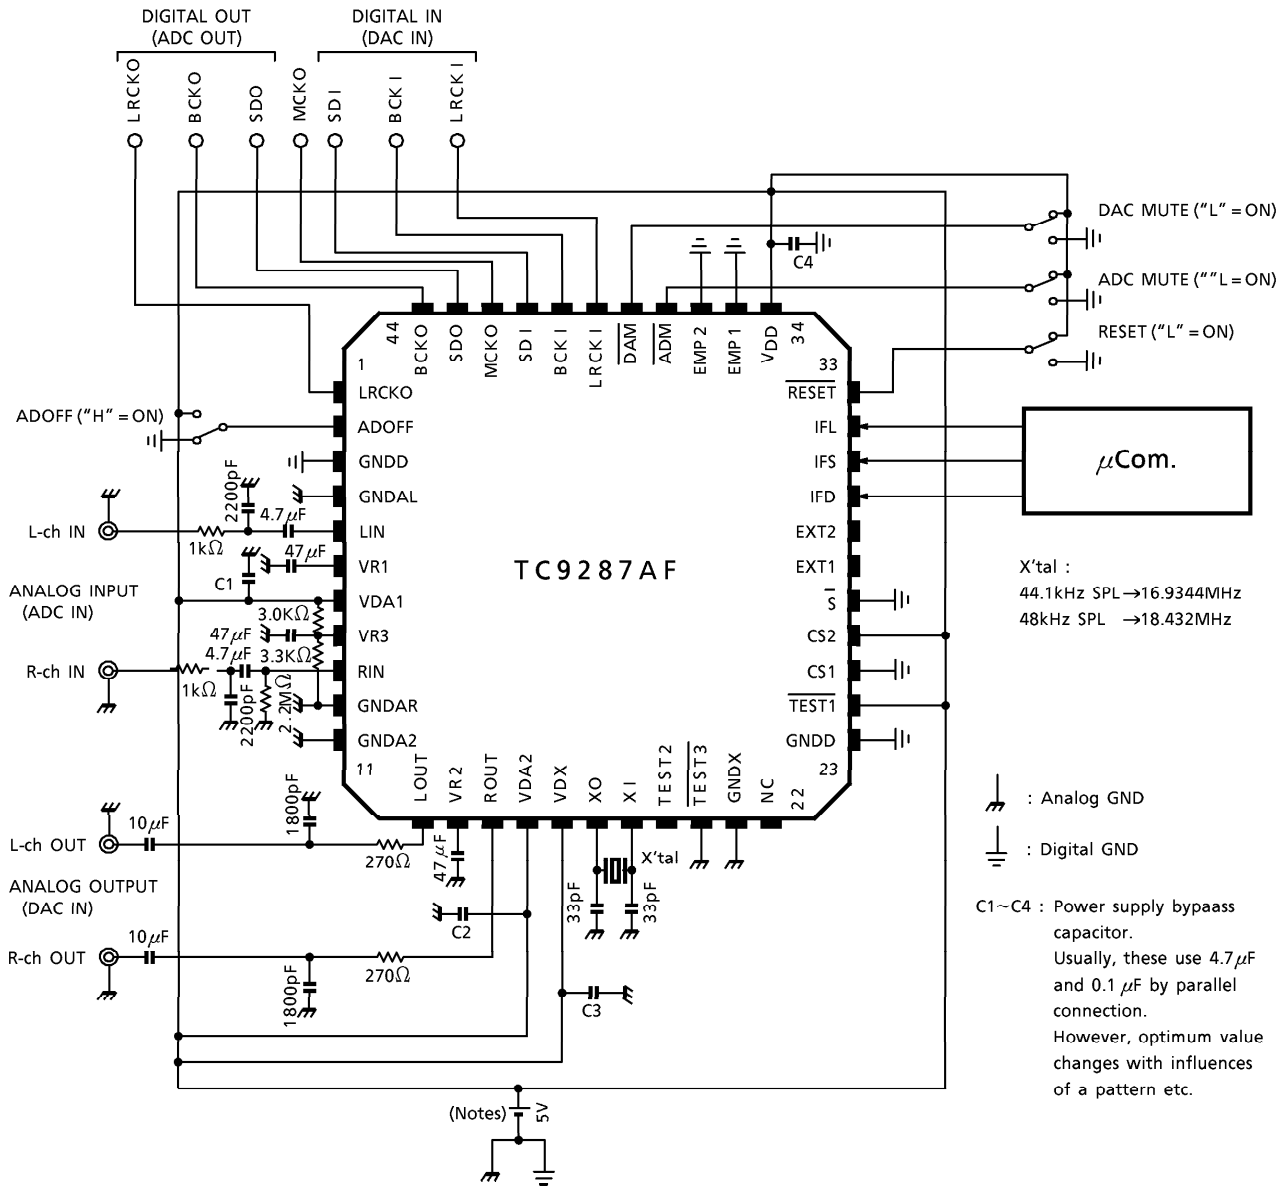 DIGITAL OUT
(ADC OUT)
DIGITAL IN
(DAC IN)
LRCKO
BCKO
SDO
MCKO
SDI
BCK I
LRCK I
DAC MUTE ("L" = ON)
C4
ADC MUTE (""L = ON)
RESET ("L" = ON)
44
BCKO
SDO
MCKO
SDI
BCK I
LRCK I
DAM
ADM
EMP2
EMP1
VDD
34
1
33
LRCKO
RESET
ADOFF ("H" = ON)
ADOFF
IFL
GNDD
IFS
μCom.
GNDAL
IFD
2200pF
4.7μF
L-ch IN
1kΩ
LIN
EXT2
47μF
C1
VR1
TC9287AF
EXT1
X'tal :
44.1kHz SPL→16.9344MHz
48kHz SPL →18.432MHz
ANALOG INPUT
(ADC IN)
VDA1
S
3.0KΩ
47μF
VR3
CS2
4.7μF
3.3KΩ
R-ch IN
1kΩ
RIN
CS1
2200pF
2.2MΩ
GNDAR
TEST1
GNDA2
GNDD
11
23
LOUT
VR2
ROUT
VDA2
VDX
XO
XI
TEST2
TEST3
GNDX
NC
22
: Analog GND
: Digital GND
L-ch OUT
10μF
1800pF
270Ω
47μF
X'tal
33pF
33pF
ANALOG OUTPUT
(DAC IN)
C2
R-ch OUT
10μF
1800pF
270Ω
C3
C1~C4 : Power supply bypaass
capacitor.
Usually, these use 4.7μF
and 0.1μF by parallel
connection.
However, optimum value
changes with influences
of a pattern etc.
(Notes)
5V